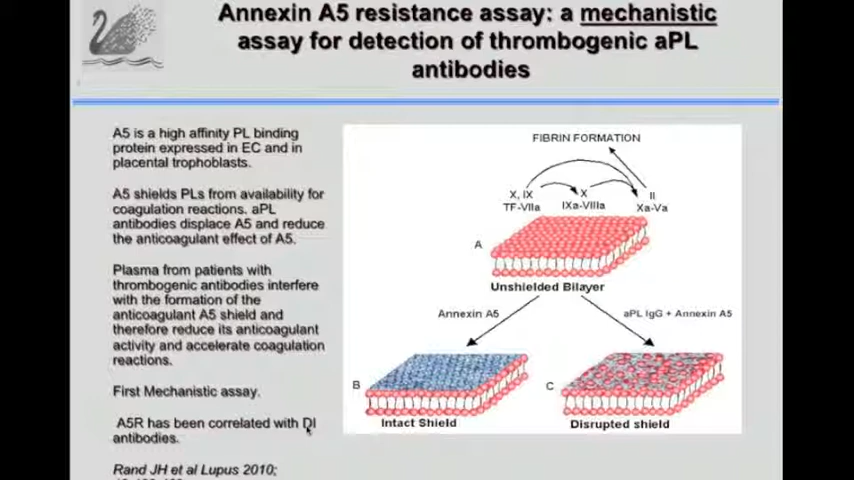 Annexin A5 resistance assay: a mechanistic
assay for detection of thrombogenic aPL
antibodies
A5 is a high affinity PL binding
protein expressed in EC and in
placental trophoblasts.
A5 shields PLs from availability for
coagulation reactions. aPL
antibodies displace A5 and reduce
the anticoagulant effect of A5.
Plasma from patients with
thrombogenic antibodies interfere
with the formation of the
anticoagulant A5 shield and
therefore reduce its anticoagulant
activity and accelerate coagulation
reactions.
First Mechanistic assay.
A5R has been correlated with DI
antibodies.
Rand JH et al Lupus 2010;
FIBRIN FORMATION
X, IX
X
II
TF-VIIa
IXa-VIIIa
Xa-Va
A
Unshielded Bilayer
Annexin A5
aPL IgG + Annexin A5
B
C
Intact Shield
Disrupted shield